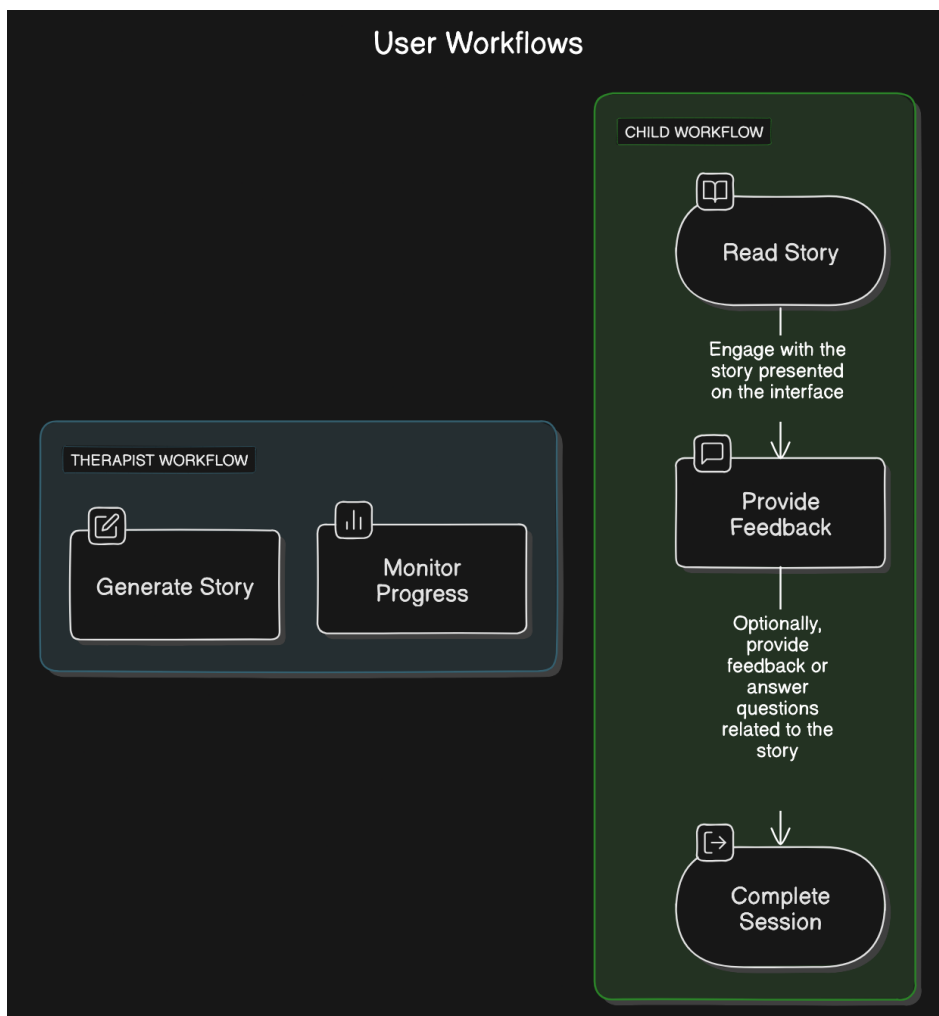 User Workflows
CHILD WORKFLOW
Read Story
Engage with the
story presented
on the interface
Provide
Feedback
Optionally,
provide
feedback or
answer
questions
related to the
story
Complete
Session
THERAPIST WORKFLOW
Generate Story
Monitor
Progress